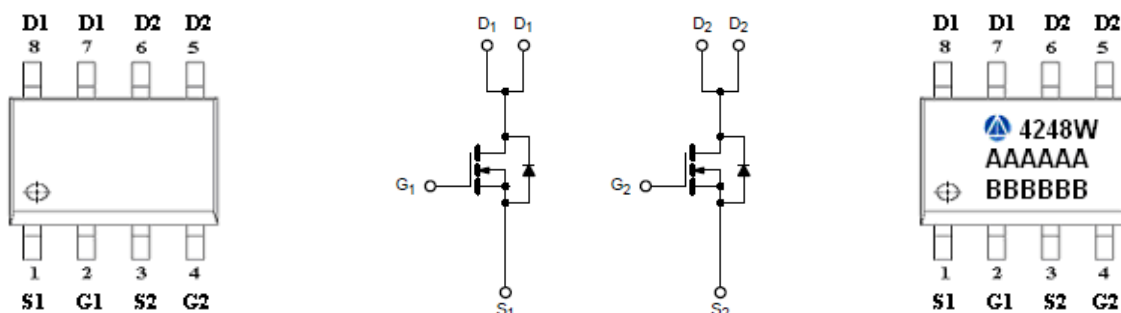 D1 D1 D2 D2
8 7 6 5
1 2 3 4
S1 G1 S2 G2
D1 D1
G1
S1
D2 D2
G2
S2
D1 D1 D2 D2
8 7 6 5
4248W
AAAAAA
BBBBBB
1 2 3 4
S1 G1 S2 G2